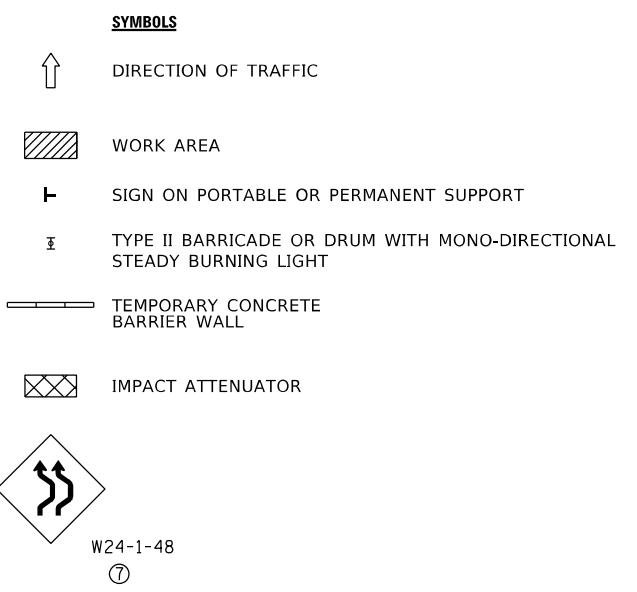 SYMBOLS
DIRECTION OF TRAFFIC
WORK AREA
SIGN ON PORTABLE OR PERMANENT SUPPORT
TYPE II BARRICADE OR DRUM WITH MONO-DIRECTIONAL
STEADY BURNING LIGHT
TEMPORARY CONCRETE
BARRIER WALL
IMPACT ATTENUATOR
W24-1-48
7